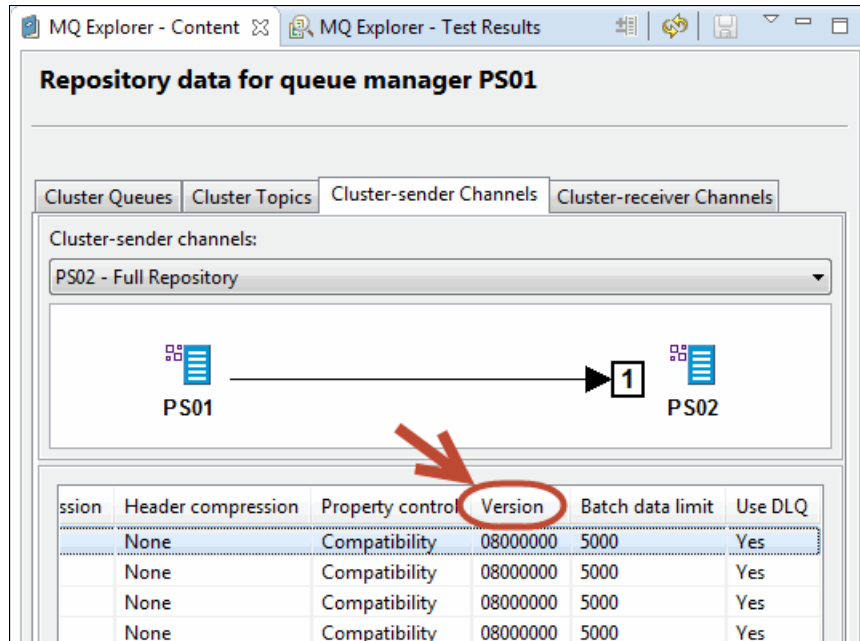 MQ Explorer - Content MQ Explorer - Test Results
Repository data for queue manager PS01
Cluster Queues Cluster Topics Cluster-sender Channels Cluster-receiver Channels
Cluster-sender channels:
PS02 - Full Repository
1
PS01 PS02
ssion Header compression Property control Version Batch data limit Use DLQ
None Compatibility 08000000 5000 Yes
None Compatibility 08000000 5000 Yes
None Compatibility 08000000 5000 Yes
None Compatibility 08000000 5000 Yes